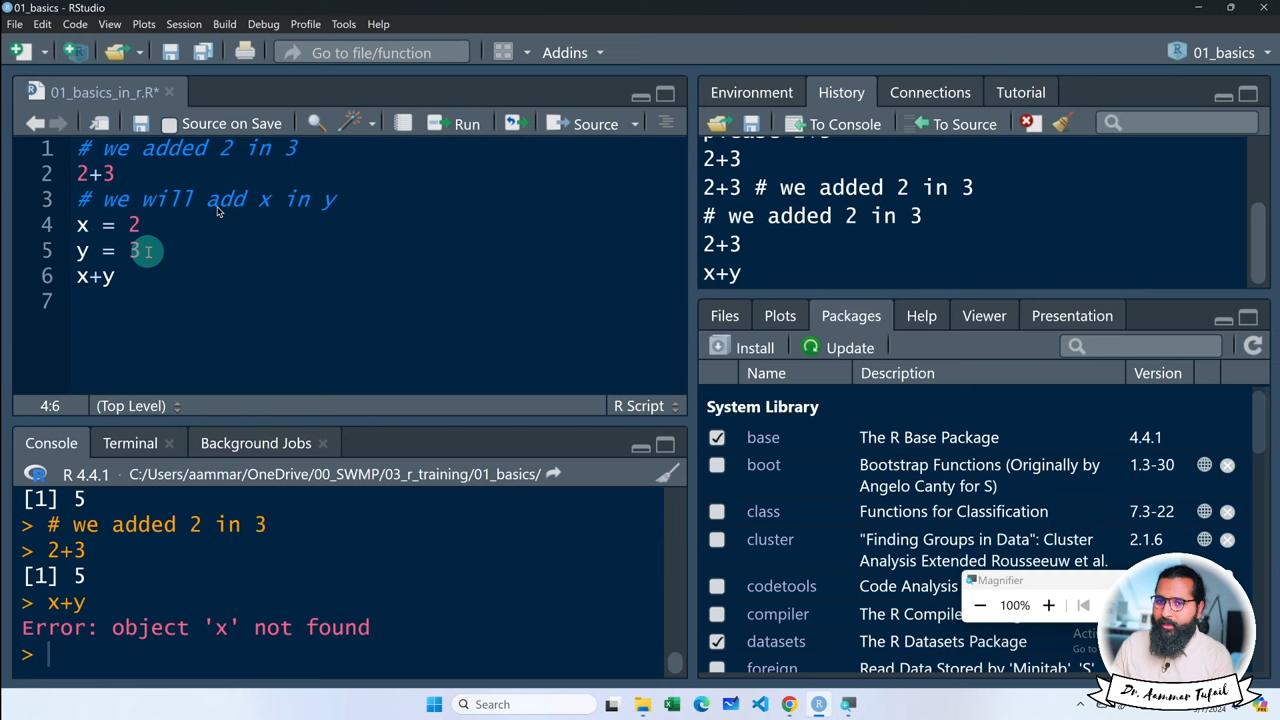 01_basics - RStudio
File Edit Code View Plots Session Build Debug Profile Tools Help
Go to file/function
Addins
01_basics
01_basics_in_r.R*
Source on Save
Run
Source
1 # we added 2 in 3
2 2+3
3 # we will add x in y
4 x = 2
5 y = 3
6 x+y
7
4:6 (Top Level) R Script
Console Terminal Background Jobs
R 4.4.1 · C:/Users/aammar/OneDrive/00_SWMP/03_r_training/01_basics/
[1] 5
> # we added 2 in 3
> 2+3
[1] 5
> x+y
Error: object 'x' not found
>
Environment History Connections Tutorial
To Console To Source
2+3
2+3 # we added 2 in 3
# we added 2 in 3
2+3
x+y
Files Plots Packages Help Viewer Presentation
Install Update
Name Description Version
System Library
base The R Base Package 4.4.1
boot Bootstrap Functions (Originally by 1.3-30
Angelo Canty for S)
class Functions for Classification 7.3-22
cluster "Finding Groups in Data": Cluster 2.1.6
Analysis Extended Rousseeuw et al.
codetools Code Analysis
compiler The R Compile
datasets The R Datasets Package
foreign Read Data Stored by 'Minitab', 'S',
Magnifier
100%
Dr. Aammar Tufail
Search